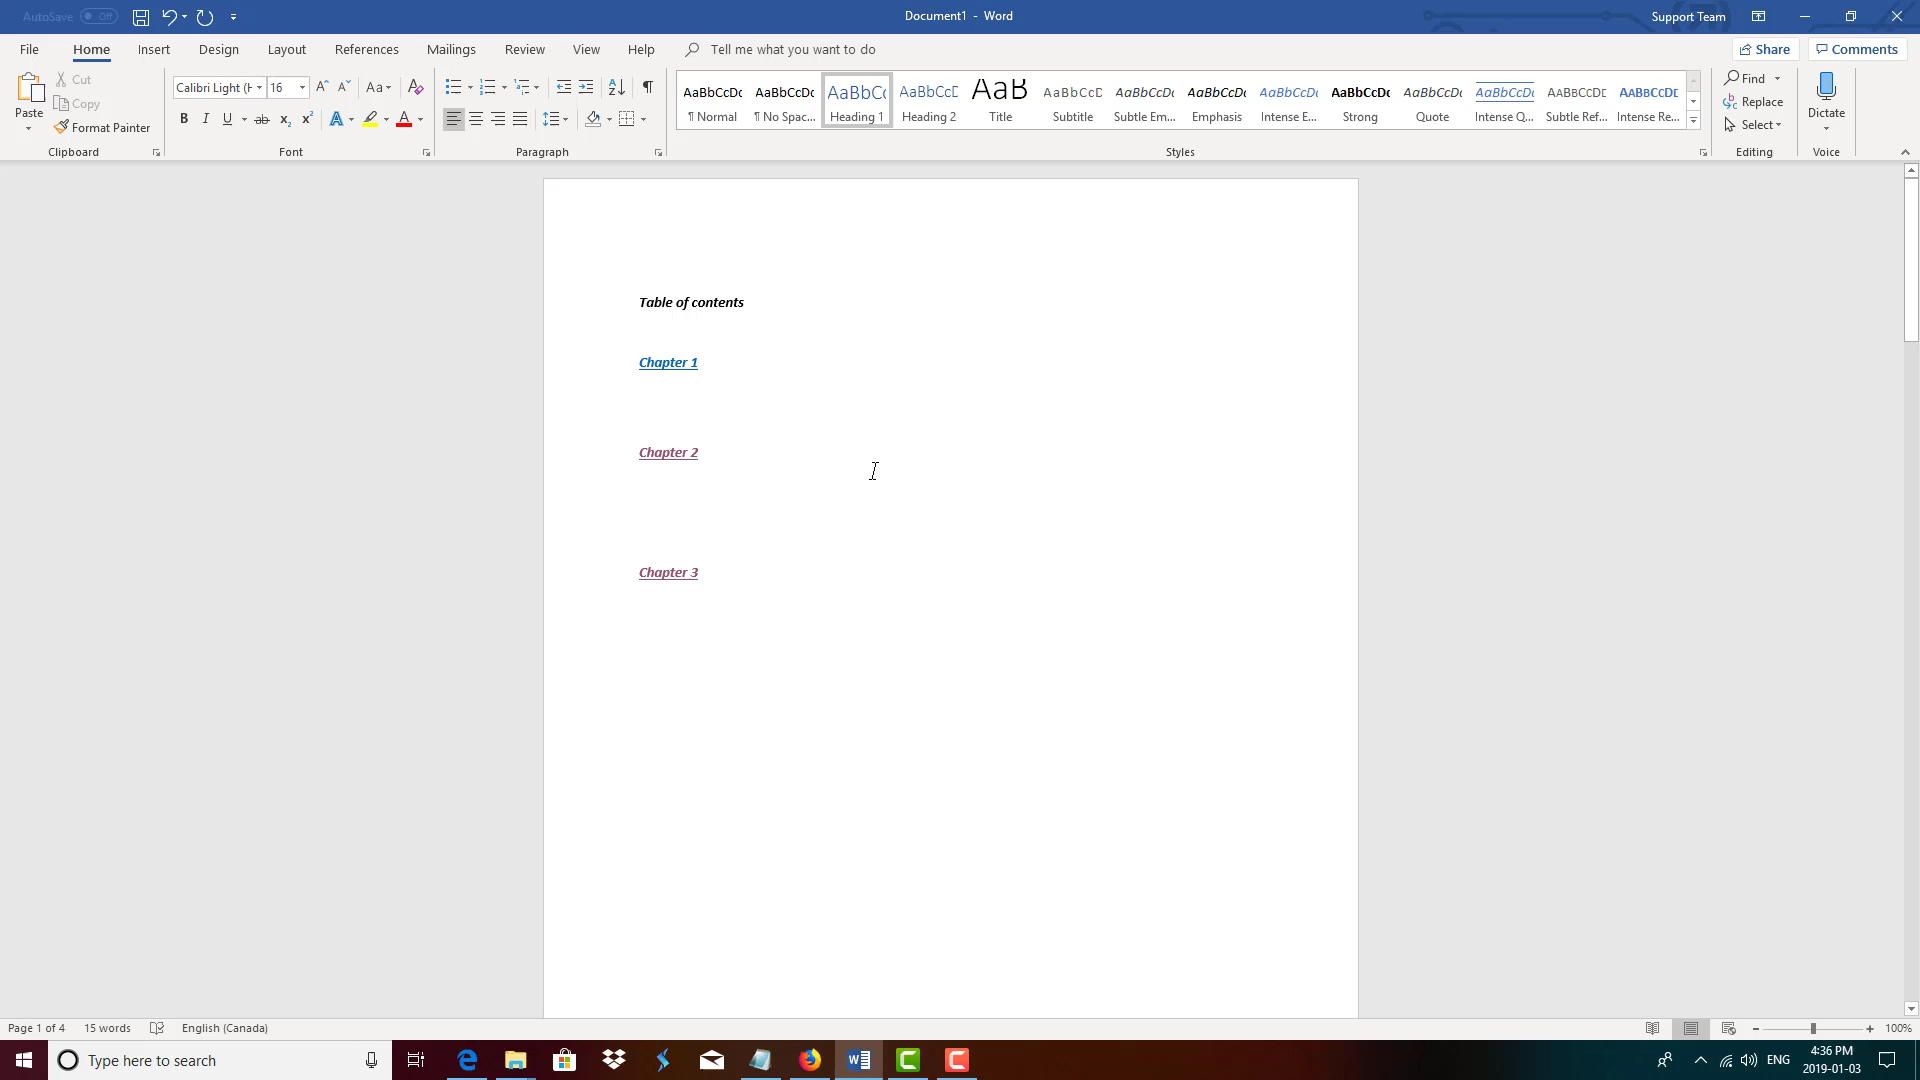 AutoSave Off
Document1 - Word
Support Team
File Home Insert Design Layout References Mailings Review View Help Tell me what you want to do Share Comments
Paste
Cut
Copy
Format Painter
Clipboard
Calibri Light (H 16
Font
Paragraph
AaBbCcDc AaBbCcDc AaBbC AaBbCcD AaB AaBbCcD AaBbCcDc AaBbCcDc AaBbCcDc AaBbCcDc AaBbCcDc AaBbCcDc AABBCCDE AABBCCDE
¶ Normal ¶ No Spac... Heading 1 Heading 2 Title Subtitle Subtle Em... Emphasis Intense E... Strong Quote Intense Q... Subtle Ref... Intense Re...
Styles
Find
Replace
Select
Editing
Dictate
Voice
Table of contents
Chapter 1
Chapter 2
Chapter 3
Page 1 of 4 15 words English (Canada) 100%
Type here to search
ENG
4:36 PM
2019-01-03